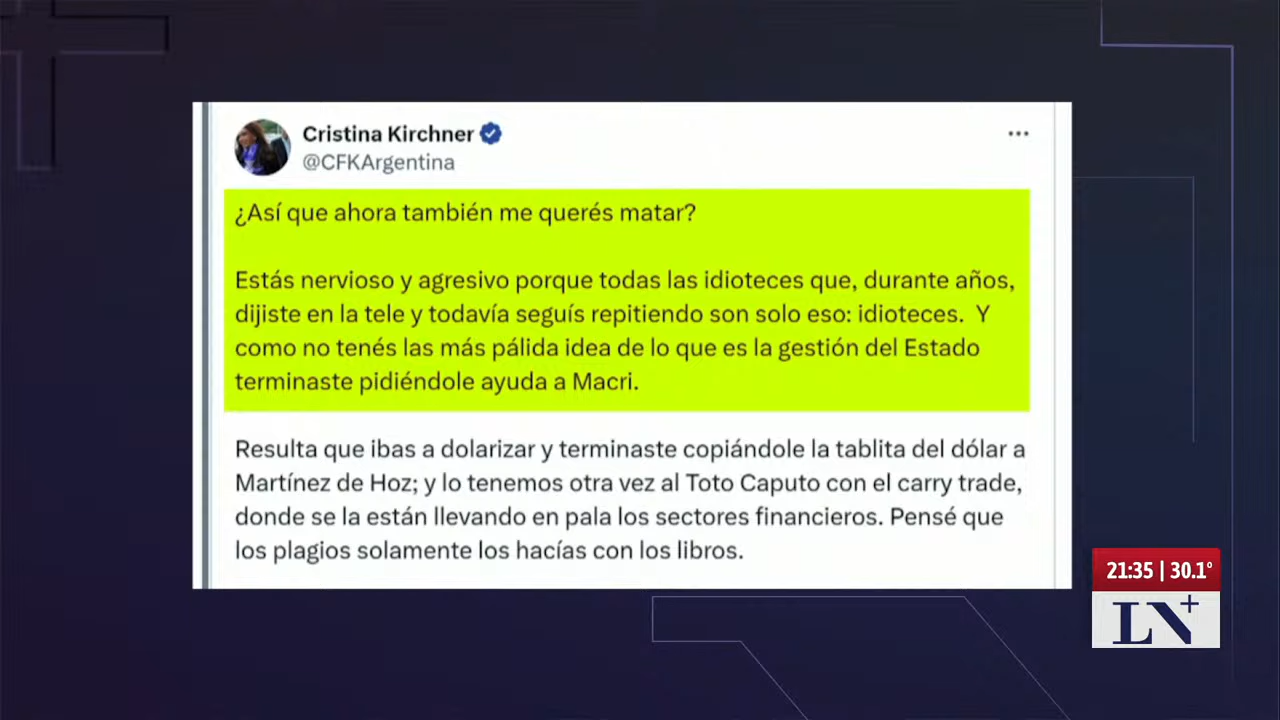 Cristina Kirchner
@CFKArgentina
¿Así que ahora también me querés matar?
Estás nervioso y agresivo porque todas las idioteces que, durante años,
dijiste en la tele y todavía seguís repitiendo son solo eso: idioteces.  Y
como no tenés las más pálida idea de lo que es la gestión del Estado
terminaste pidiéndole ayuda a Macri.
Resulta que ibas a dolarizar y terminaste copiándole la tablita del dólar a
Martínez de Hoz; y lo tenemos otra vez al Toto Caputo con el carry trade,
donde se la están llevando en pala los sectores financieros. Pensé que
los plagios solamente los hacías con los libros.
21:35 | 30.1°
LN+